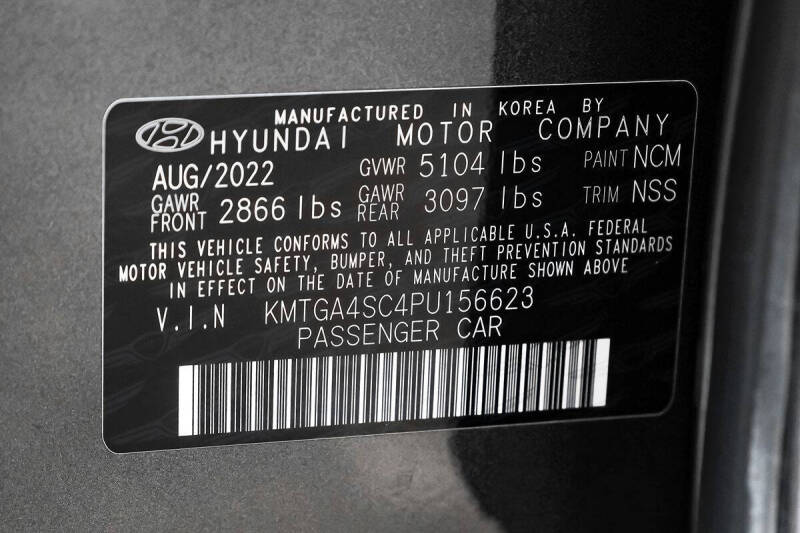 MANUFACTURED IN KOREA BY
HYUNDAI MOTOR COMPANY
AUG/2022 GVWR 5104 lbs PAINT NCM
GAWR FRONT 2866 lbs GAWR REAR 3097 lbs TRIM NSS
THIS VEHICLE CONFORMS TO ALL APPLICABLE U.S.A. FEDERAL
MOTOR VEHICLE SAFETY, BUMPER, AND THEFT PREVENTION STANDARDS
IN EFFECT ON THE DATE OF MANUFACTURE SHOWN ABOVE
V.I.N KMTGA4SC4PU156623
PASSENGER CAR